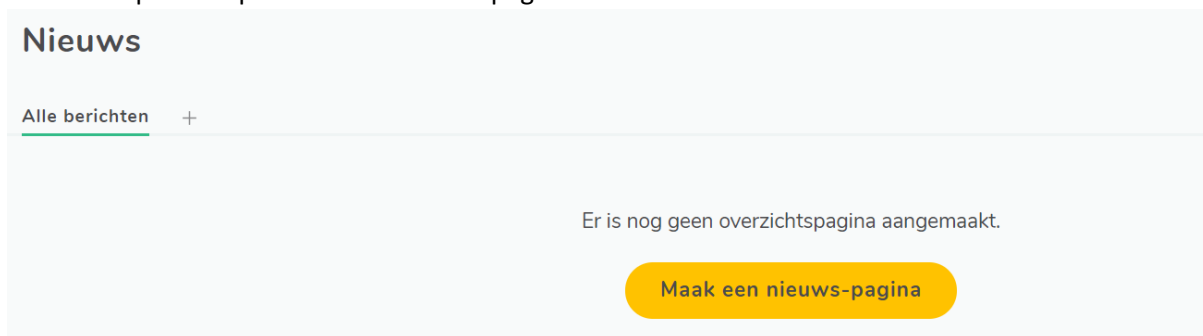 Nieuws
Alle berichten +
Er is nog geen overzichtspagina aangemaakt.
Maak een nieuws-pagina